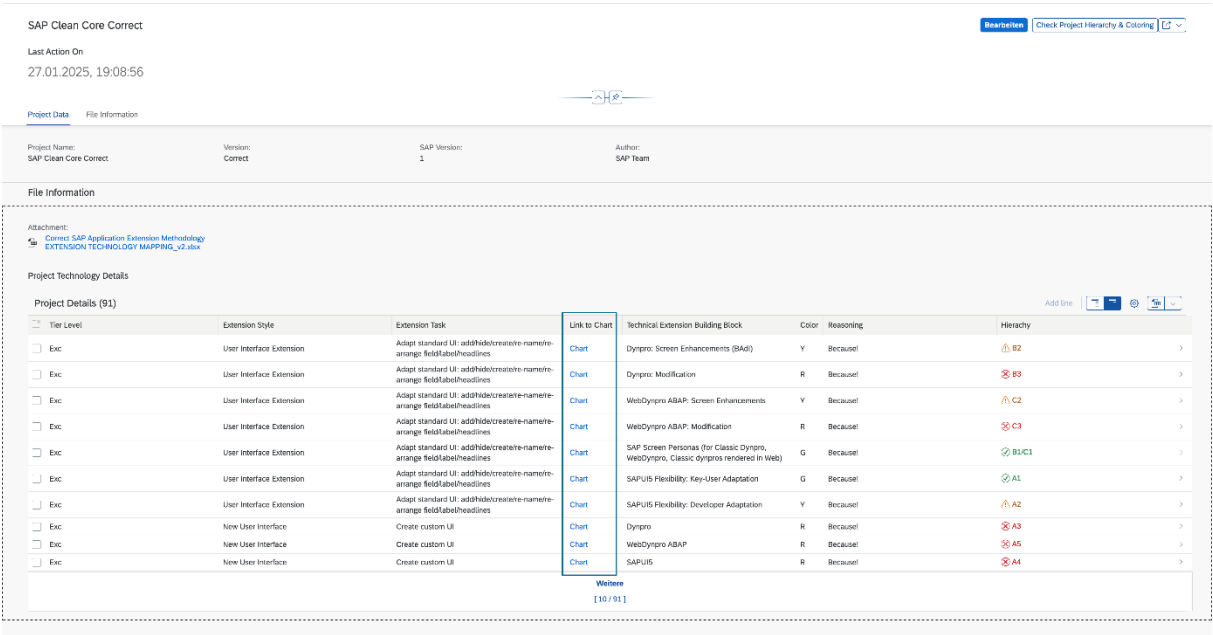 SAP Clean Core Correct
Bearbeiten
Check Project Hierarchy & Coloring
Last Action On
27.01.2025, 19:08:56
Project Data File Information
Project Name: Version: SAP Version: Author:
SAP Clean Core Correct Correct 1 SAP Team
File Information
Attachment:
Correct SAP Application Extension Methodology
EXTENSION TECHNOLOGY MAPPING_v2.xlsx
Project Technology Details
Project Details (91)
Add line
Tier Level Extension Style Extension Task Link to Chart Technical Extension Building Block Color Reasoning Hierachy
Exc User Interface Extension Adapt standard UI: add/hide/create/re-name/re-
arrange field/label/headlines Chart Dynpro: Screen Enhancements (BAdI) Y Because! B2
Exc User Interface Extension Adapt standard UI: add/hide/create/re-name/re-
arrange field/label/headlines Chart Dynpro: Modification R Because! B3
Exc User Interface Extension Adapt standard UI: add/hide/create/re-name/re-
arrange field/label/headlines Chart WebDynpro ABAP: Screen Enhancements Y Because! C2
Exc User Interface Extension Adapt standard UI: add/hide/create/re-name/re-
arrange field/label/headlines Chart WebDynpro ABAP: Modification R Because! C3
Exc User Interface Extension Adapt standard UI: add/hide/create/re-name/re-
arrange field/label/headlines Chart SAP Screen Personas (for Classic Dynpro,
WebDynpro, Classic dynpros rendered in Web) G Because! B1/C1
Exc User Interface Extension Adapt standard UI: add/hide/create/re-name/re-
arrange field/label/headlines Chart SAPUI5 Flexibility: Key-User Adaptation G Because! A1
Exc User Interface Extension Adapt standard UI: add/hide/create/re-name/re-
arrange field/label/headlines Chart SAPUI5 Flexibility: Developer Adaptation Y Because! A2
Exc New User Interface Create custom UI Chart Dynpro R Because! A3
Exc New User Interface Create custom UI Chart WebDynpro ABAP R Because! A5
Exc New User Interface Create custom UI Chart SAPUI5 R Because! A4
Weitere
[ 10 / 91 ]